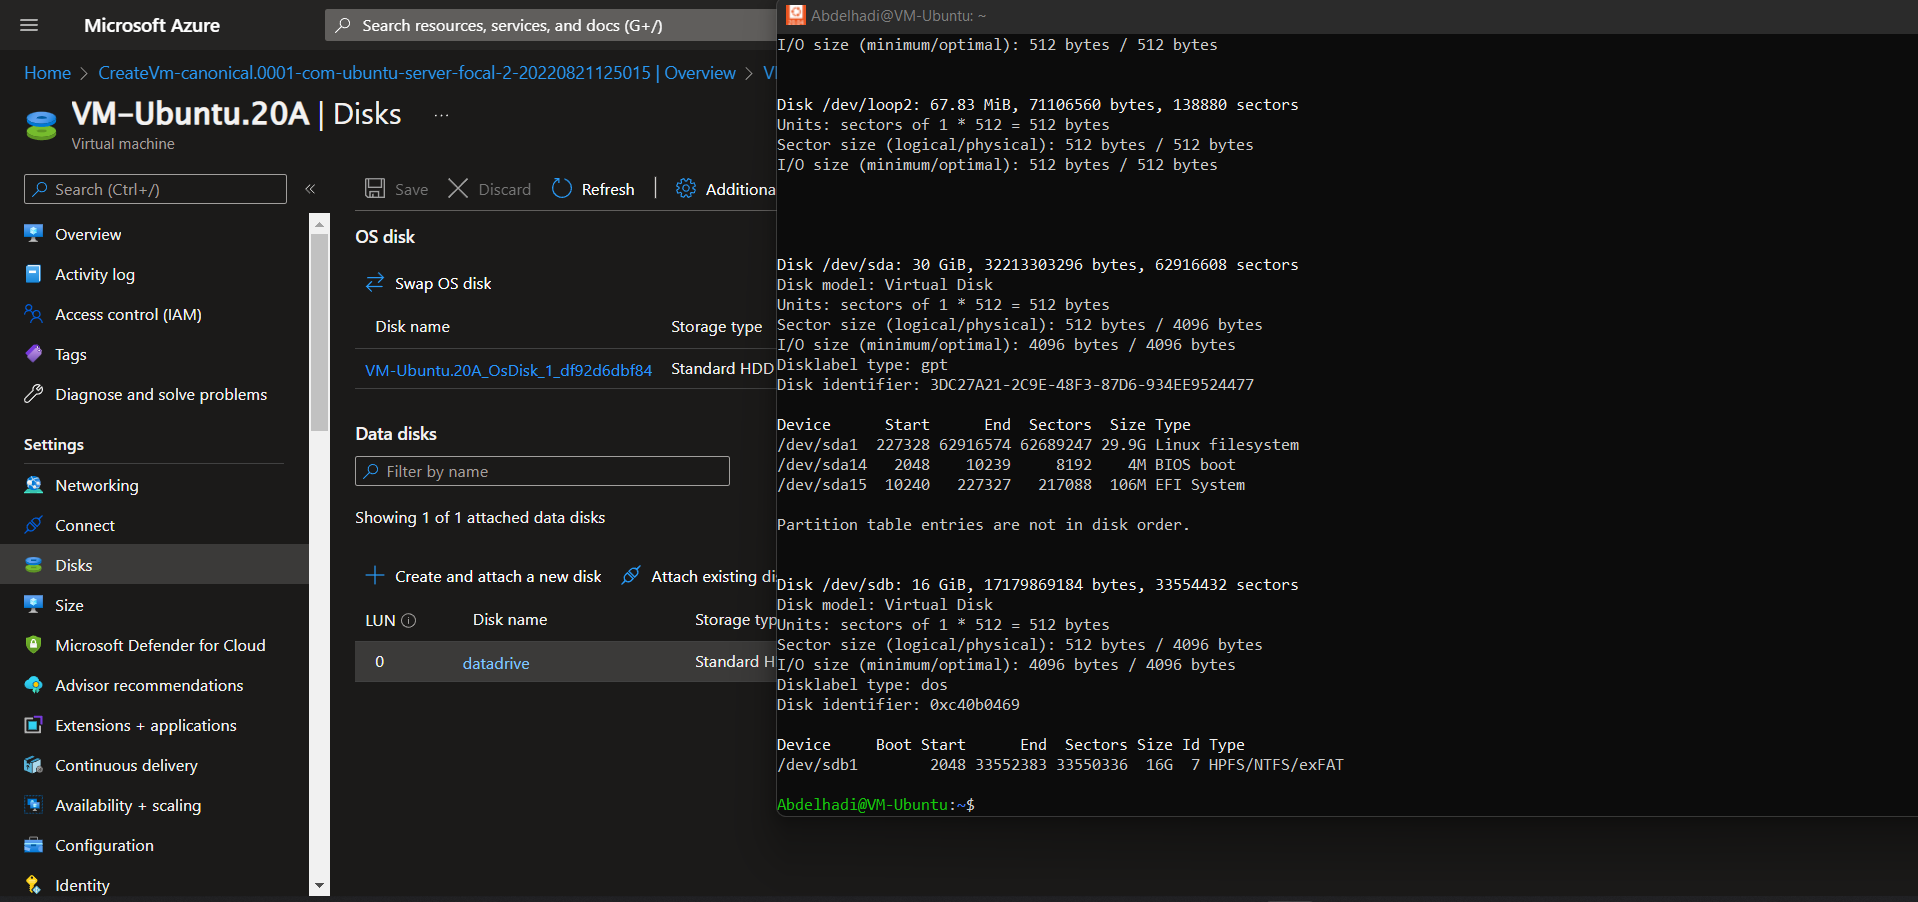 Microsoft Azure
Search resources, services, and docs (G+/)
Home > CreateVm-canonical.0001-com-ubuntu-server-focal-2-20220821125015 | Overview >
VM-Ubuntu.20A | Disks ...
Virtual machine
Search (Ctrl+/)
«
Overview
Activity log
Access control (IAM)
Tags
Diagnose and solve problems
Settings
Networking
Connect
Disks
Size
Microsoft Defender for Cloud
Advisor recommendations
Extensions + applications
Continuous delivery
Availability + scaling
Configuration
Identity
Save Discard Refresh | Additiona
OS disk
Swap OS disk
Disk name Storage type
VM-Ubuntu.20A_OsDisk_1_df92d6dbf84 Standard HDD
Data disks
Filter by name
Showing 1 of 1 attached data disks
Create and attach a new disk Attach existing di
LUN Disk name Storage typ
0 datadrive Standard H
Abdelhadi@VM-Ubuntu: ~
I/O size (minimum/optimal): 512 bytes / 512 bytes
Disk /dev/loop2: 67.83 MiB, 71106560 bytes, 138880 sectors
Units: sectors of 1 * 512 = 512 bytes
Sector size (logical/physical): 512 bytes / 512 bytes
I/O size (minimum/optimal): 512 bytes / 512 bytes
Disk /dev/sda: 30 GiB, 32213303296 bytes, 62916608 sectors
Disk model: Virtual Disk
Units: sectors of 1 * 512 = 512 bytes
Sector size (logical/physical): 512 bytes / 4096 bytes
I/O size (minimum/optimal): 4096 bytes / 4096 bytes
Disklabel type: gpt
Disk identifier: 3DC27A21-2C9E-48F3-87D6-934EE9524477
Device Start End Sectors Size Type
/dev/sda1 227328 62916574 62689247 29.9G Linux filesystem
/dev/sda14 2048 10239 8192 4M BIOS boot
/dev/sda15 10240 227327 217088 106M EFI System
Partition table entries are not in disk order.
Disk /dev/sdb: 16 GiB, 17179869184 bytes, 33554432 sectors
Disk model: Virtual Disk
Units: sectors of 1 * 512 = 512 bytes
Sector size (logical/physical): 512 bytes / 4096 bytes
I/O size (minimum/optimal): 4096 bytes / 4096 bytes
Disklabel type: dos
Disk identifier: 0xc40b0469
Device Boot Start End Sectors Size Id Type
/dev/sdb1 2048 33552383 33550336 16G 7 HPFS/NTFS/exFAT
Abdelhadi@VM-Ubuntu:~$